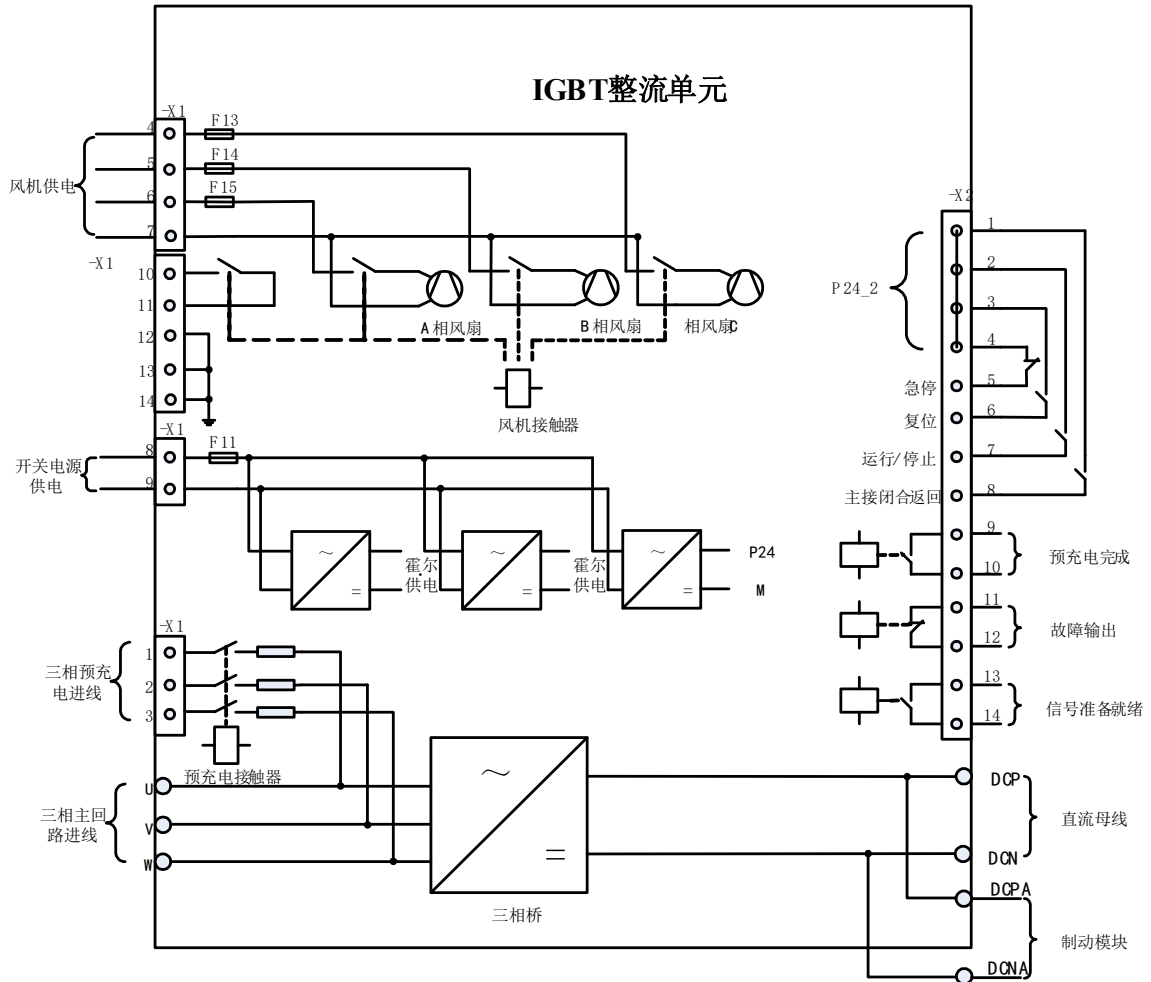 IGBT整流单元
-X1
4
F13
5
F14
6
F15
7
风机供电
-X1
10
11
12
13
14
A相风扇
B相风扇
相风扇C
风机接触器
-X1
8
F11
9
开关电源
供电
霍尔
供电
霍尔
供电
P24
M
-X1
1
2
3
三相预充
电进线
预充电接触器
U
V
W
三相主回
路进线
三相桥
-X2
1
2
3
4
P24_2
5
急停
6
复位
7
运行/停止
8
主接闭合返回
9
10
预充电完成
11
12
故障输出
13
14
信号准备就绪
DCP
DCN
直流母线
DCPA
DCNA
制动模块